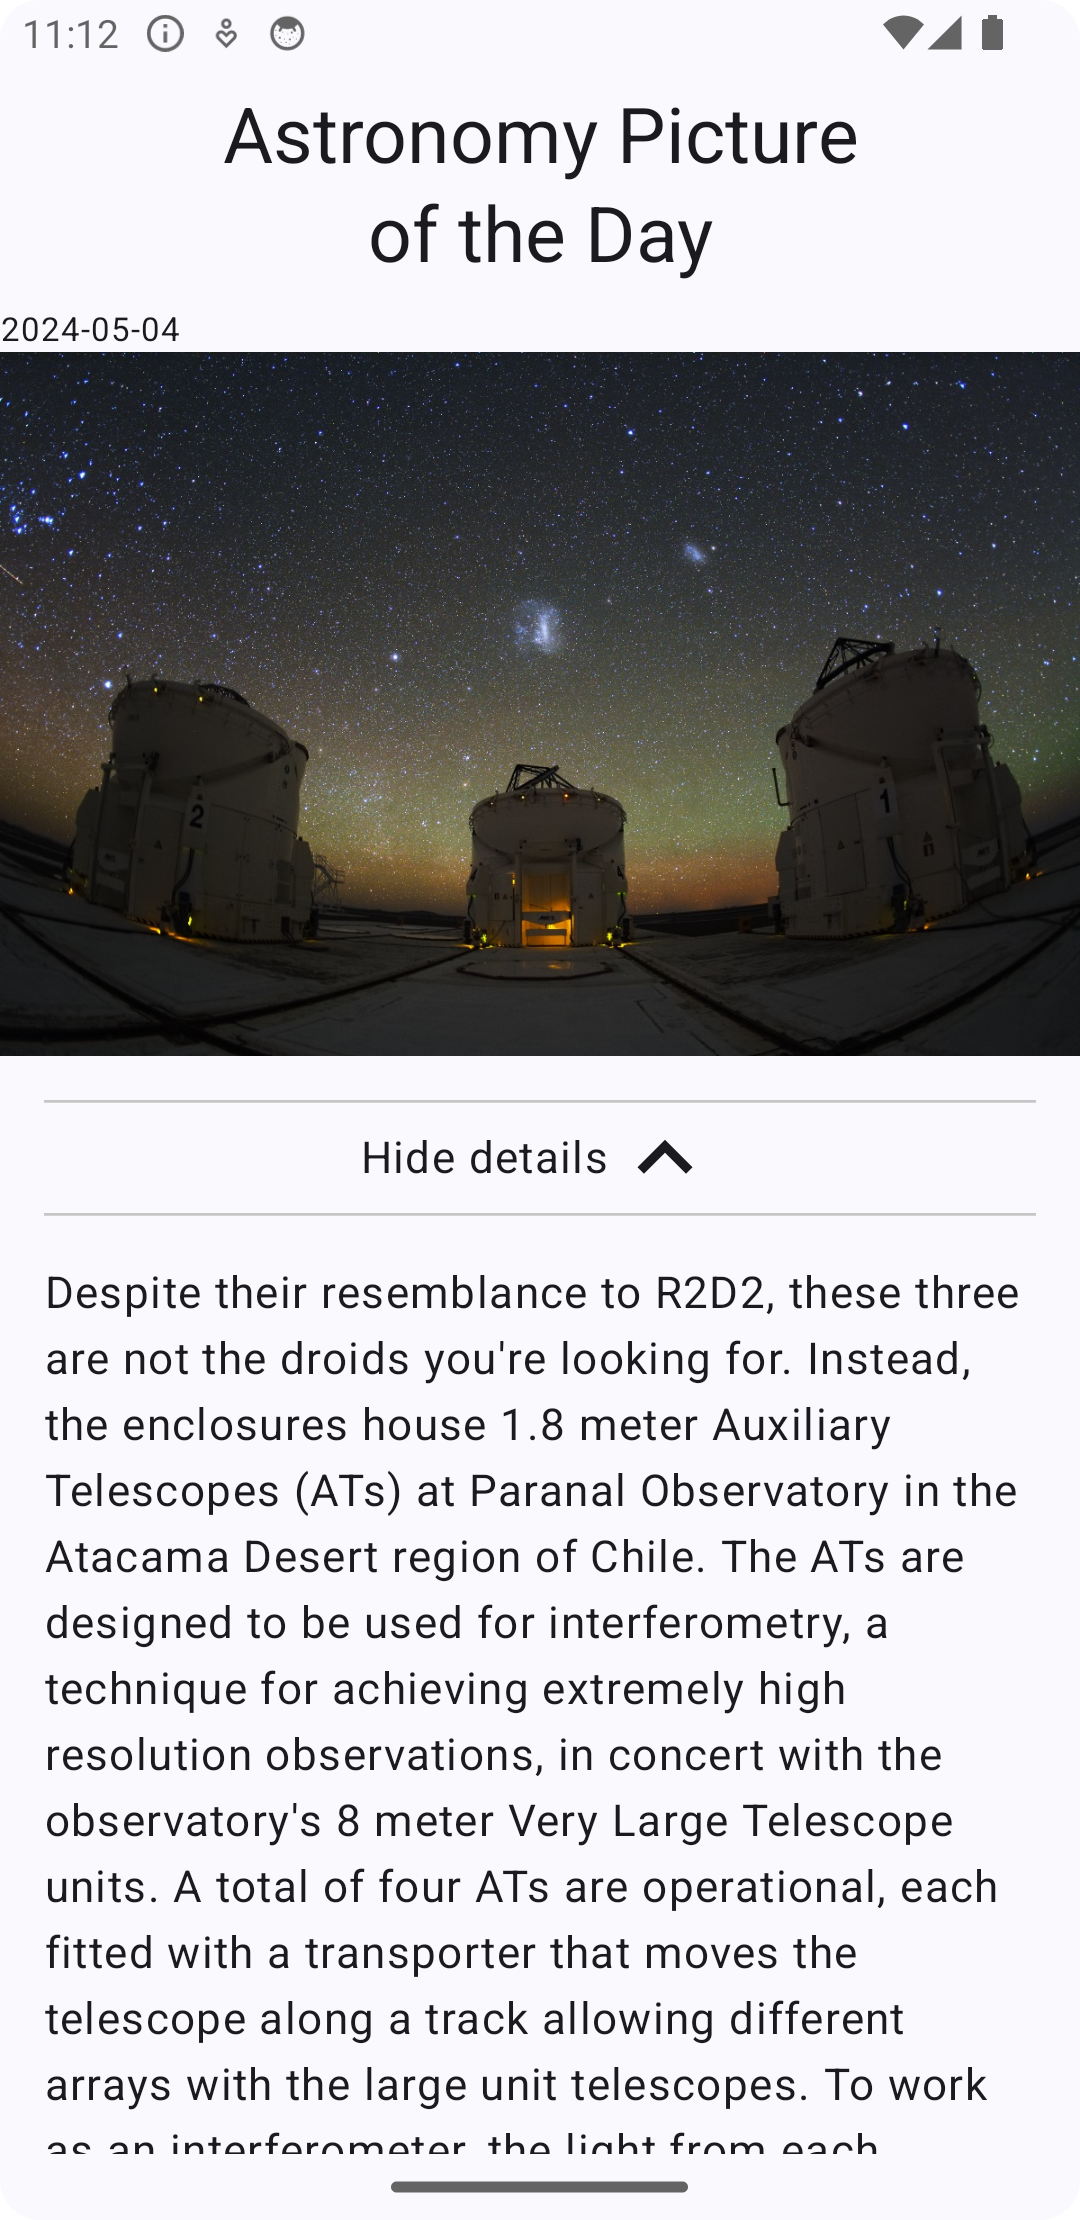 11:12
Astronomy Picture
of the Day
2024-05-04
2
1
Hide details
Despite their resemblance to R2D2, these three
are not the droids you're looking for. Instead,
the enclosures house 1.8 meter Auxiliary
Telescopes (ATs) at Paranal Observatory in the
Atacama Desert region of Chile. The ATs are
designed to be used for interferometry, a
technique for achieving extremely high
resolution observations, in concert with the
observatory's 8 meter Very Large Telescope
units. A total of four ATs are operational, each
fitted with a transporter that moves the
telescope along a track allowing different
arrays with the large unit telescopes. To work
as an interferometer, the light from each